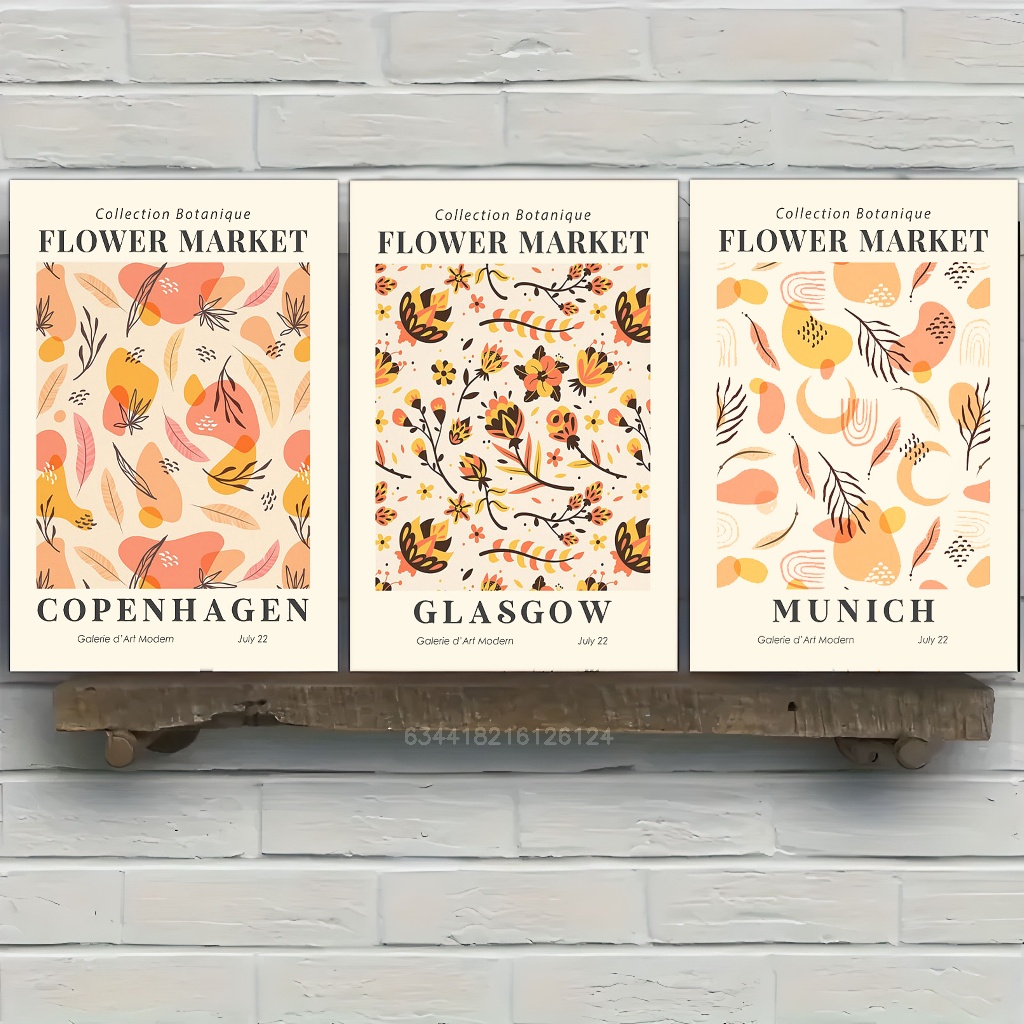 Collection Botanique
FLOWER MARKET
COPENHAGEN
Galerie d'Art Modern July 22
Collection Botanique
FLOWER MARKET
GLASGOW
Galerie d'Art Modern July 22
Collection Botanique
FLOWER MARKET
MUNICH
Galerie d'Art Modern July 22
634418216126124